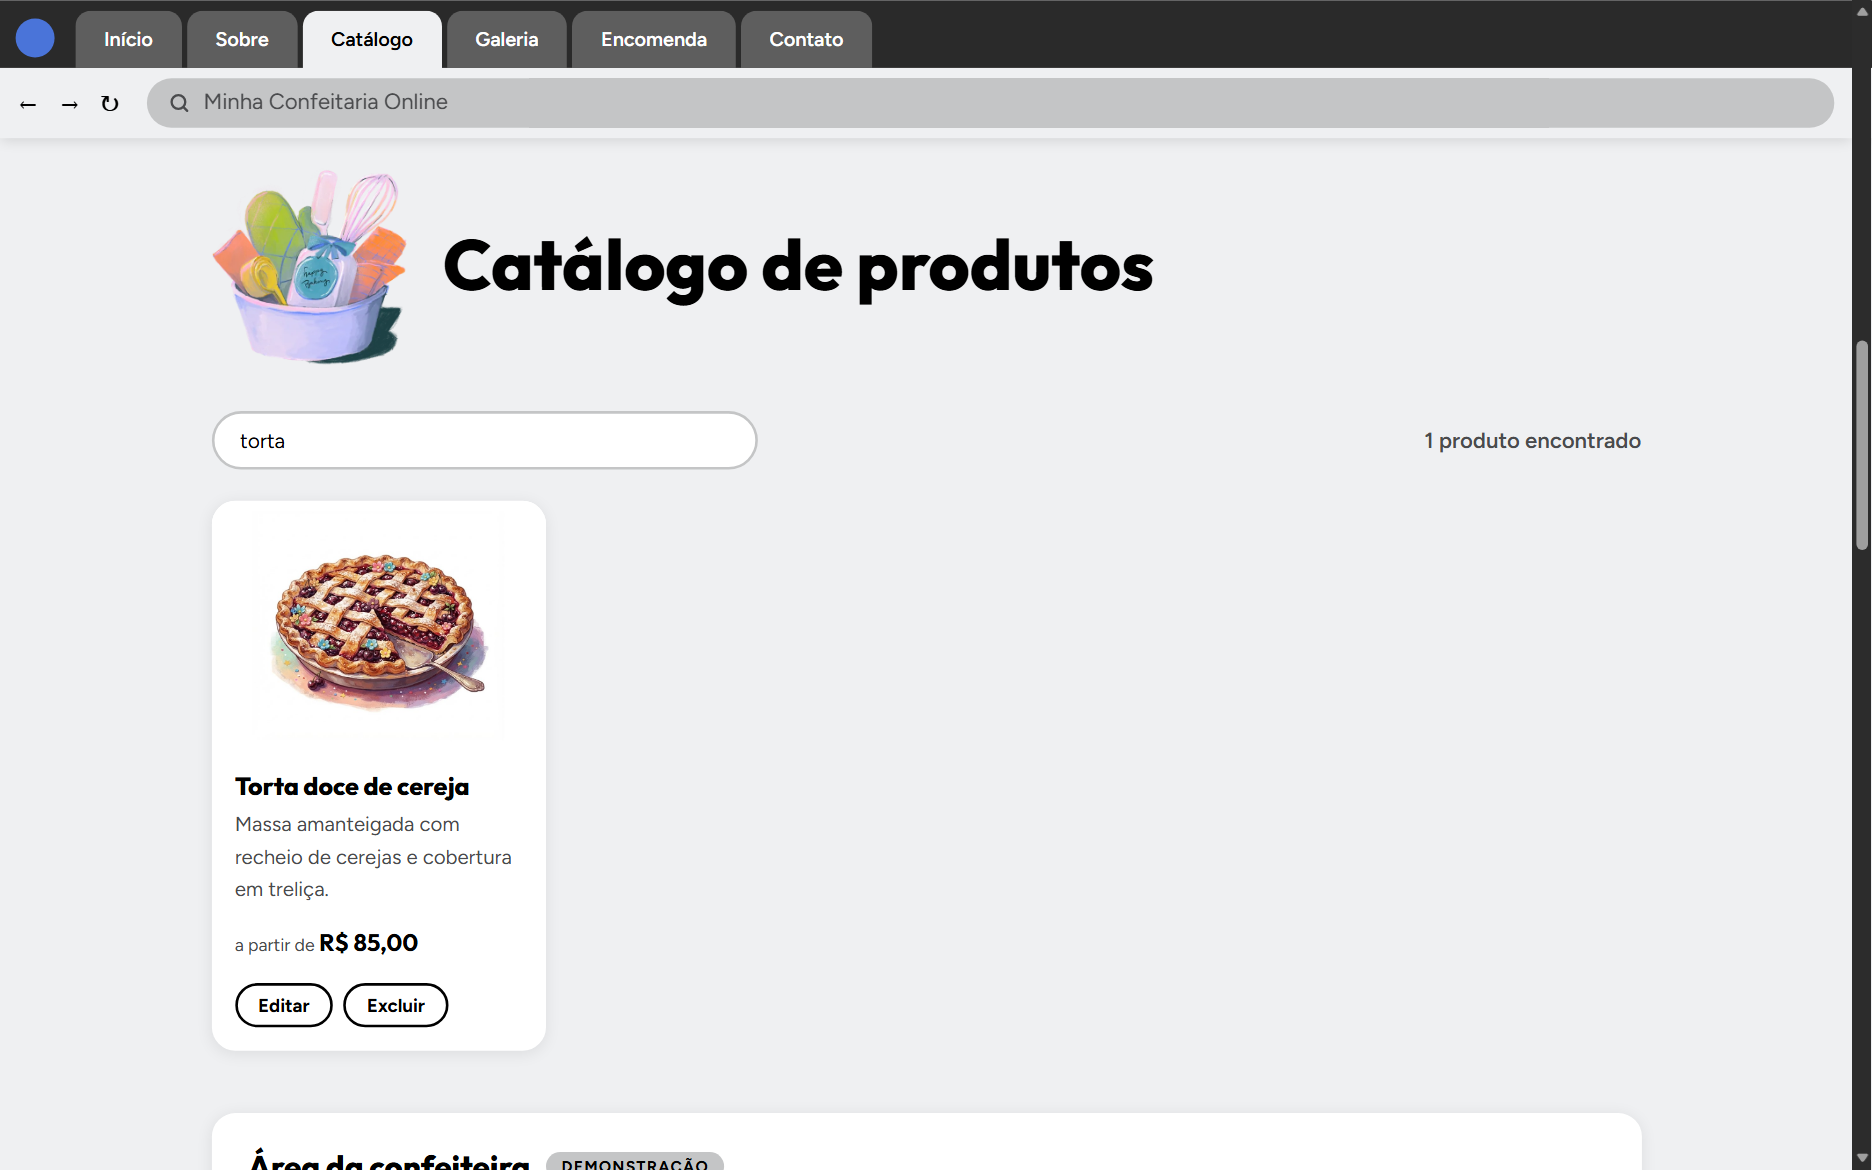 Início Sobre Catálogo Galeria Encomenda Contato
Minha Confeitaria Online
Catálogo de produtos
torta
1 produto encontrado
Torta doce de cereja
Massa amanteigada com
recheio de cerejas e cobertura
em treliça.
a partir de R$ 85,00
Editar Excluir
Área da confeiteira DEMONSTRAÇÃO